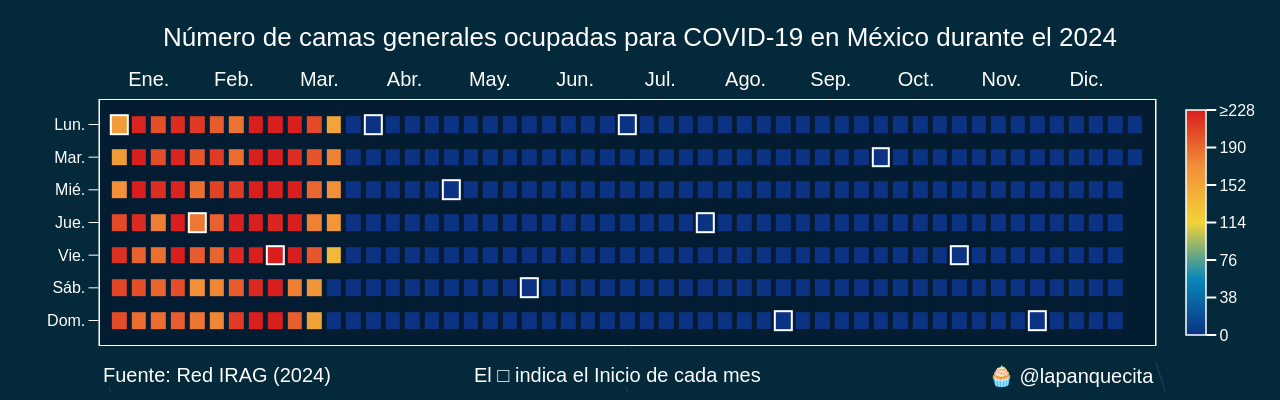 Número de camas generales ocupadas para COVID-19 en México durante el 2024
Ene. Feb. Mar. Abr. May. Jun. Jul. Ago. Sep. Oct. Nov. Dic.
Lun.
Mar.
Mié.
Jue.
Vie.
Sáb.
Dom.
≥228
190
152
114
76
38
0
Fuente: Red IRAG (2024)
El □ indica el Inicio de cada mes
🧁 @lapanquecita